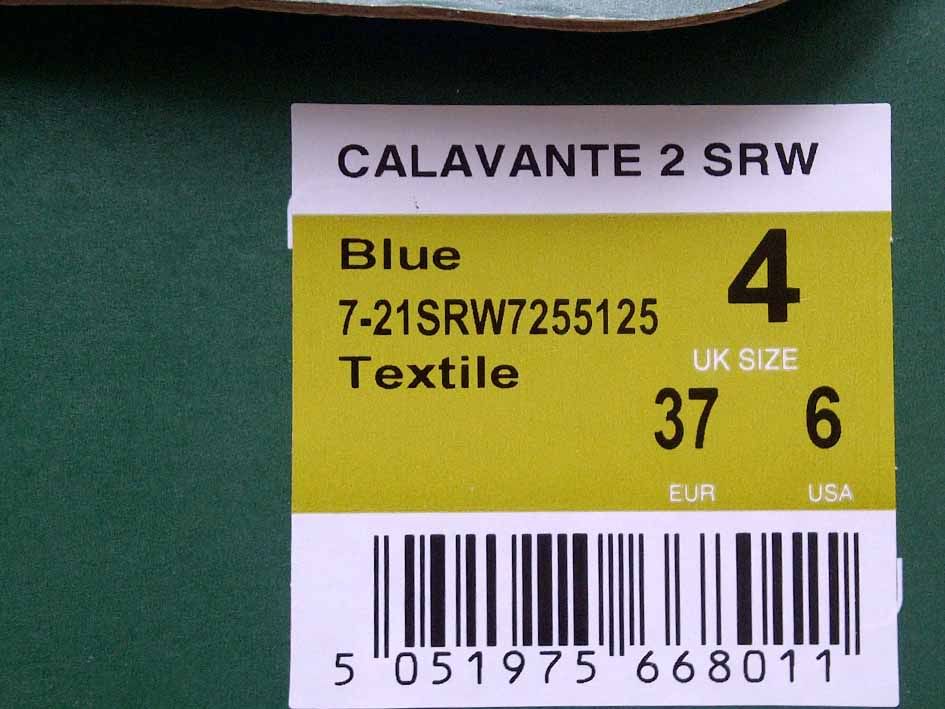 CALAVANTE 2 SRW
Blue
7-21SRW7255125
Textile
4
UK SIZE
37 6
EUR USA
5 051975 668011